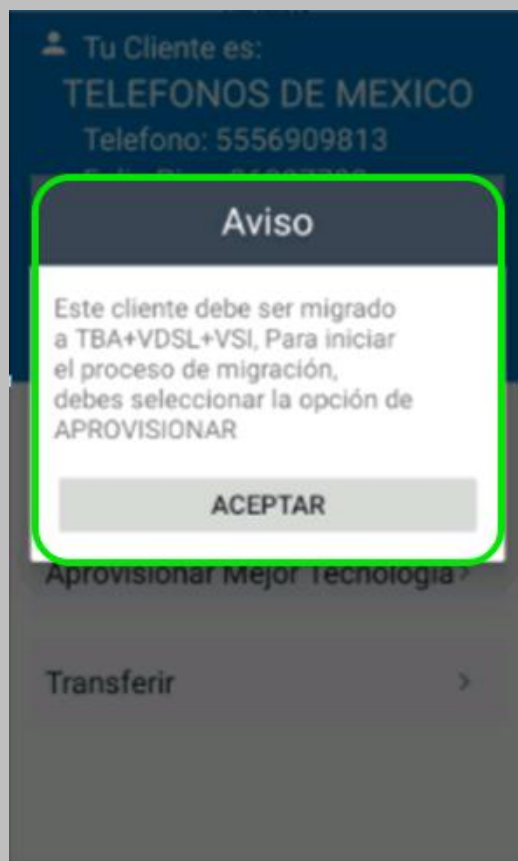 Tu Cliente es:
TELEFONOS DE MEXICO
Telefono: 5556909813
Aviso
Este cliente debe ser migrado
a TBA+VDSL+VSI, Para iniciar
el proceso de migración,
debes seleccionar la opción de
APROVISIONAR
ACEPTAR
Aprovisionar Mejor Tecnología
Transferir